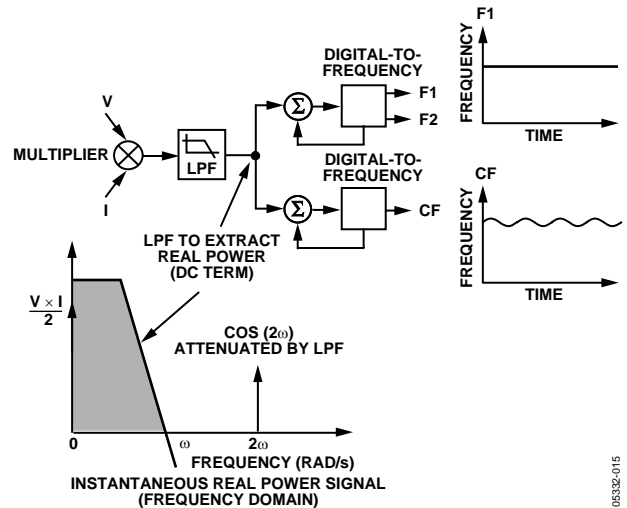 F1
DIGITAL-TO-
FREQUENCY
F1
F2
FREQUENCY
TIME
V
MULTIPLIER
I
LPF
Σ
DIGITAL-TO-
FREQUENCY
Σ
CF
CF
FREQUENCY
TIME
LPF TO EXTRACT
REAL POWER
(DC TERM)
V × I
2
COS (2ω)
ATTENUATED BY LPF
0
ω
2ω
FREQUENCY (RAD/s)
INSTANTANEOUS REAL POWER SIGNAL
(FREQUENCY DOMAIN)
05332-015